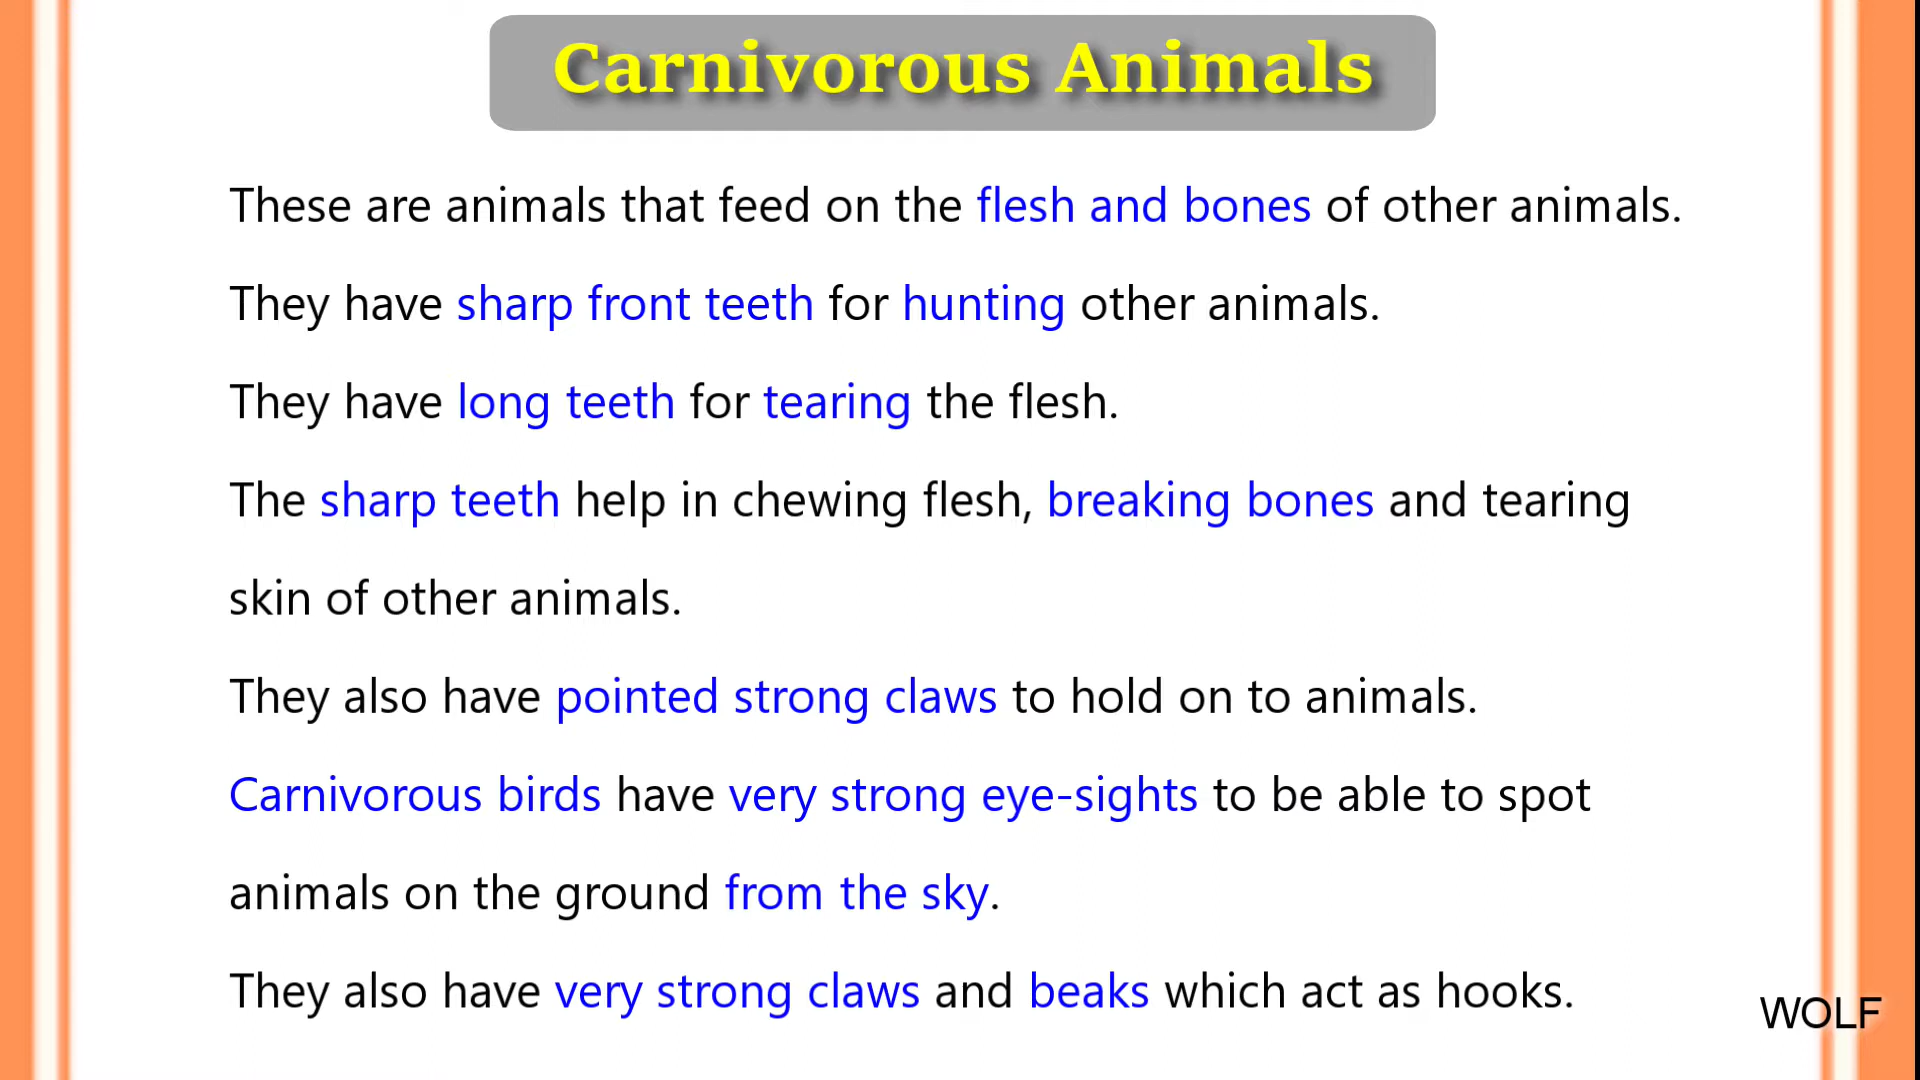 Carnivorous Animals
These are animals that feed on the flesh and bones of other animals.
They have sharp front teeth for hunting other animals.
They have long teeth for tearing the flesh.
The sharp teeth help in chewing flesh, breaking bones and tearing
skin of other animals.
They also have pointed strong claws to hold on to animals.
Carnivorous birds have very strong eye-sights to be able to spot
animals on the ground from the sky.
They also have very strong claws and beaks which act as hooks.
WOLF